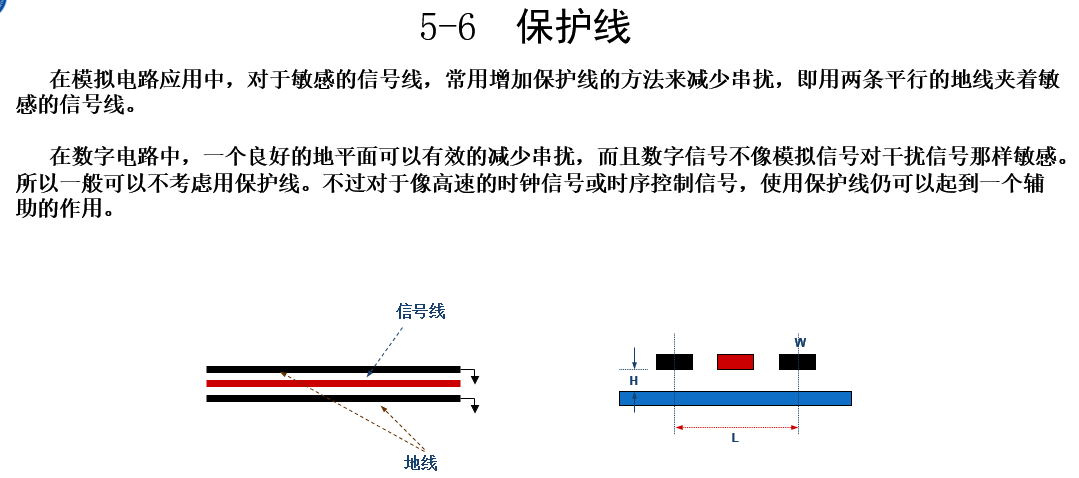 5-6 保护线
在模拟电路应用中，对于敏感的信号线，常用增加保护线的方法来减少串扰，即用两条平行的地线夹着敏
感的信号线。
在数字电路中，一个良好的地平面可以有效的减少串扰，而且数字信号不像模拟信号对干扰信号那样敏感。
所以一般可以不考虑用保护线。不过对于像高速的时钟信号或时序控制信号，使用保护线仍可以起到一个辅
助的作用。
信号线
地线
W
H
L